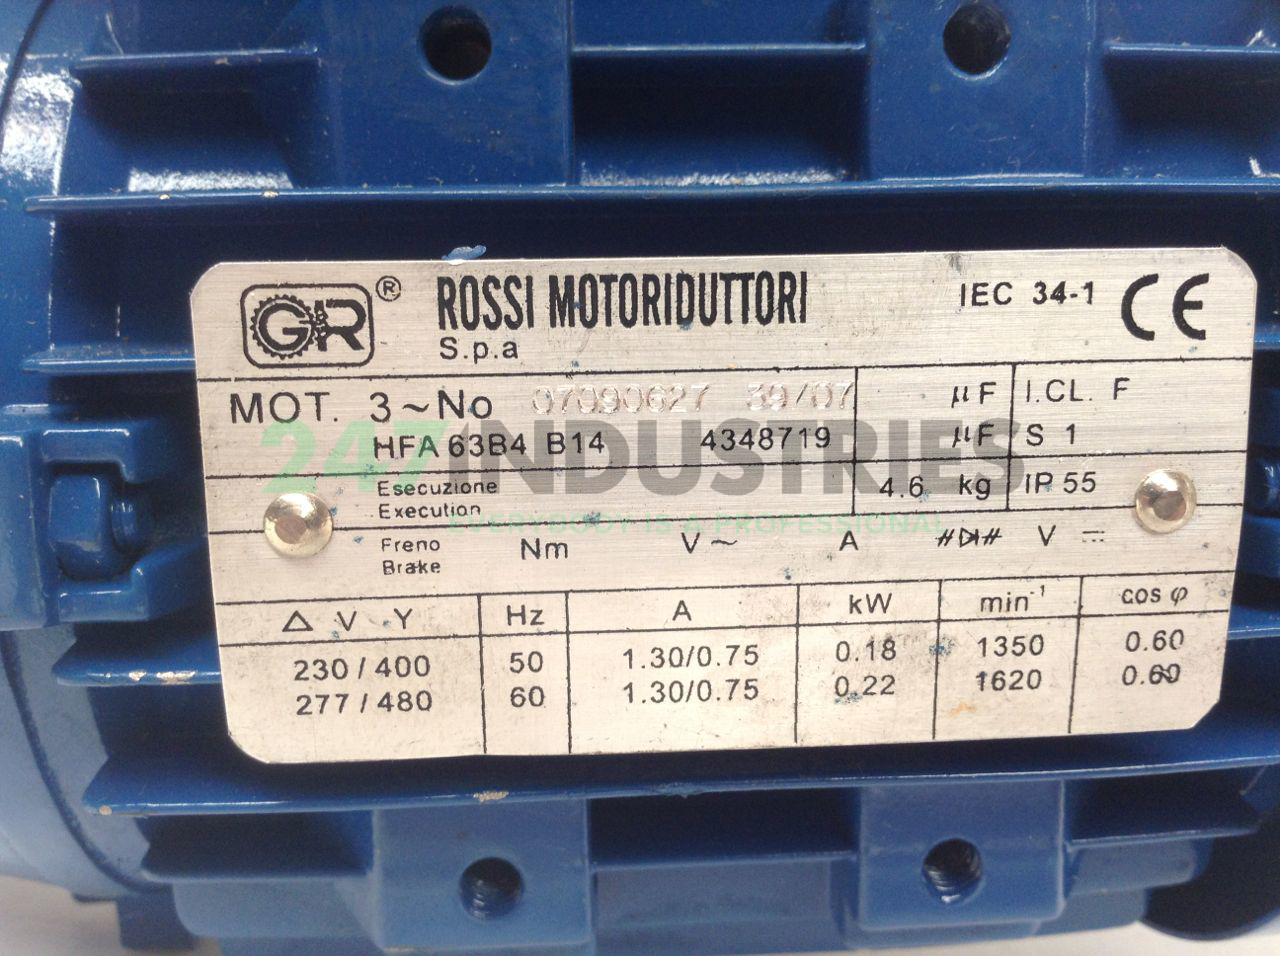 GR ® ROSSI MOTORIDUTTORI IEC 34-1 CE
S.p.a
MOT. 3~No 07090627 39/07 µF I.CL. F
HFA 63B4 B14 4348719 µF S 1
247 INDUSTRIES
Esecuzione 4.6 kg IP 55
Execution
EVERYBODY IS A PROFESSIONAL
Freno Nm V~ A V ⎓
Brake
Δ V Y Hz A kW min⁻¹ cos φ
230/400 50 1.30/0.75 0.18 1350 0.60
277/480 60 1.30/0.75 0.22 1620 0.60